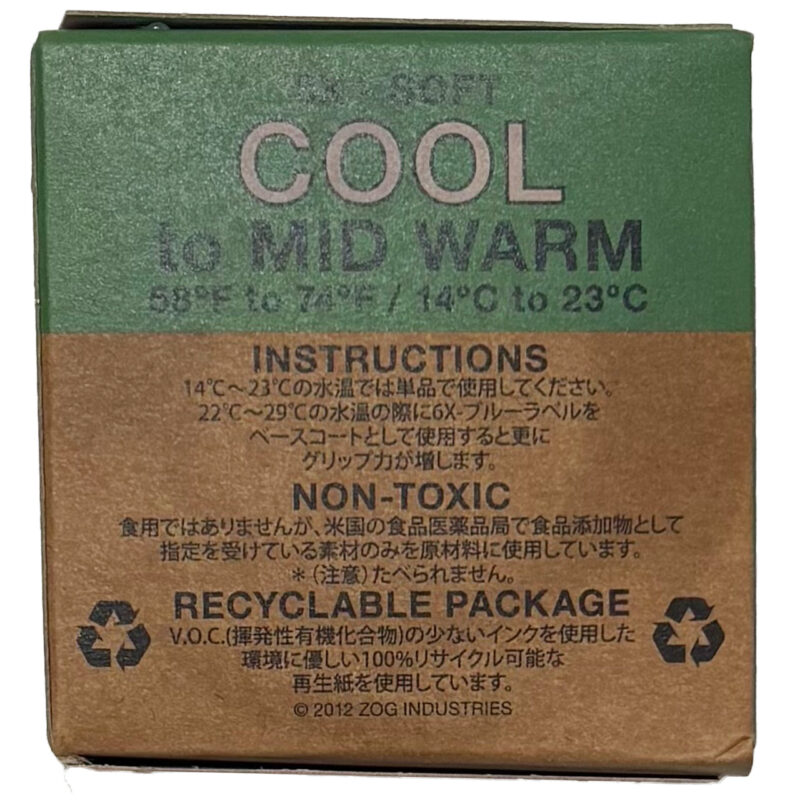 SOFT
COOL
to MID WARM
58°F to 74°F / 14°C to 23°C
INSTRUCTIONS
14℃～23℃の水温では単品で使用してください。
22℃～29℃の水温の際に6X-ブルーラベルを
ベースコートとして使用すると更に
グリップ力が増します。
NON-TOXIC
食用ではありませんが、米国の食品医薬品局で食品添加物として
指定を受けている素材のみを原材料に使用しています。
＊（注意）たべられません。
RECYCLABLE PACKAGE
V.O.C.(揮発性有機化合物)の少ないインクを使用した
環境に優しい100%リサイクル可能な
再生紙を使用しています。
© 2012 ZOG INDUSTRIES